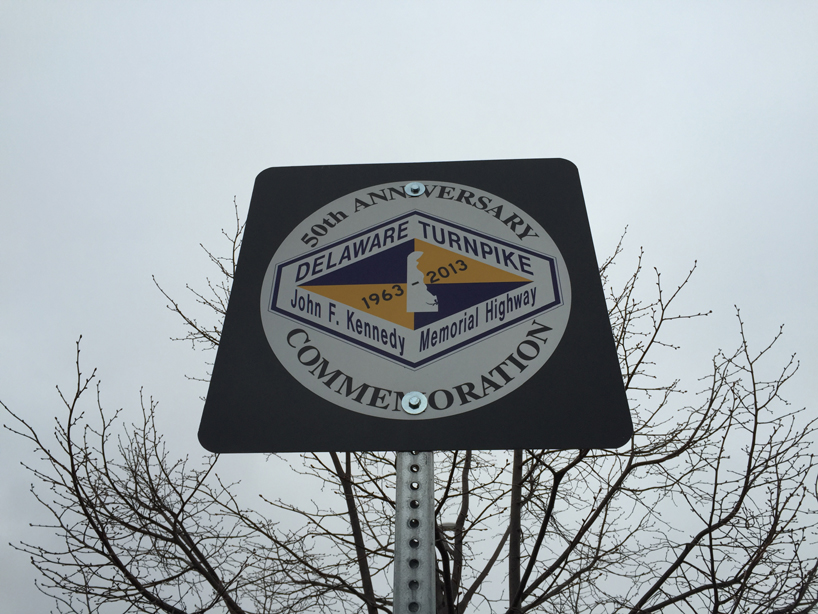 50th ANNIVERSARY
DELAWARE TURNPIKE
1963-2013
John F. Kennedy Memorial Highway
COMMEMORATION